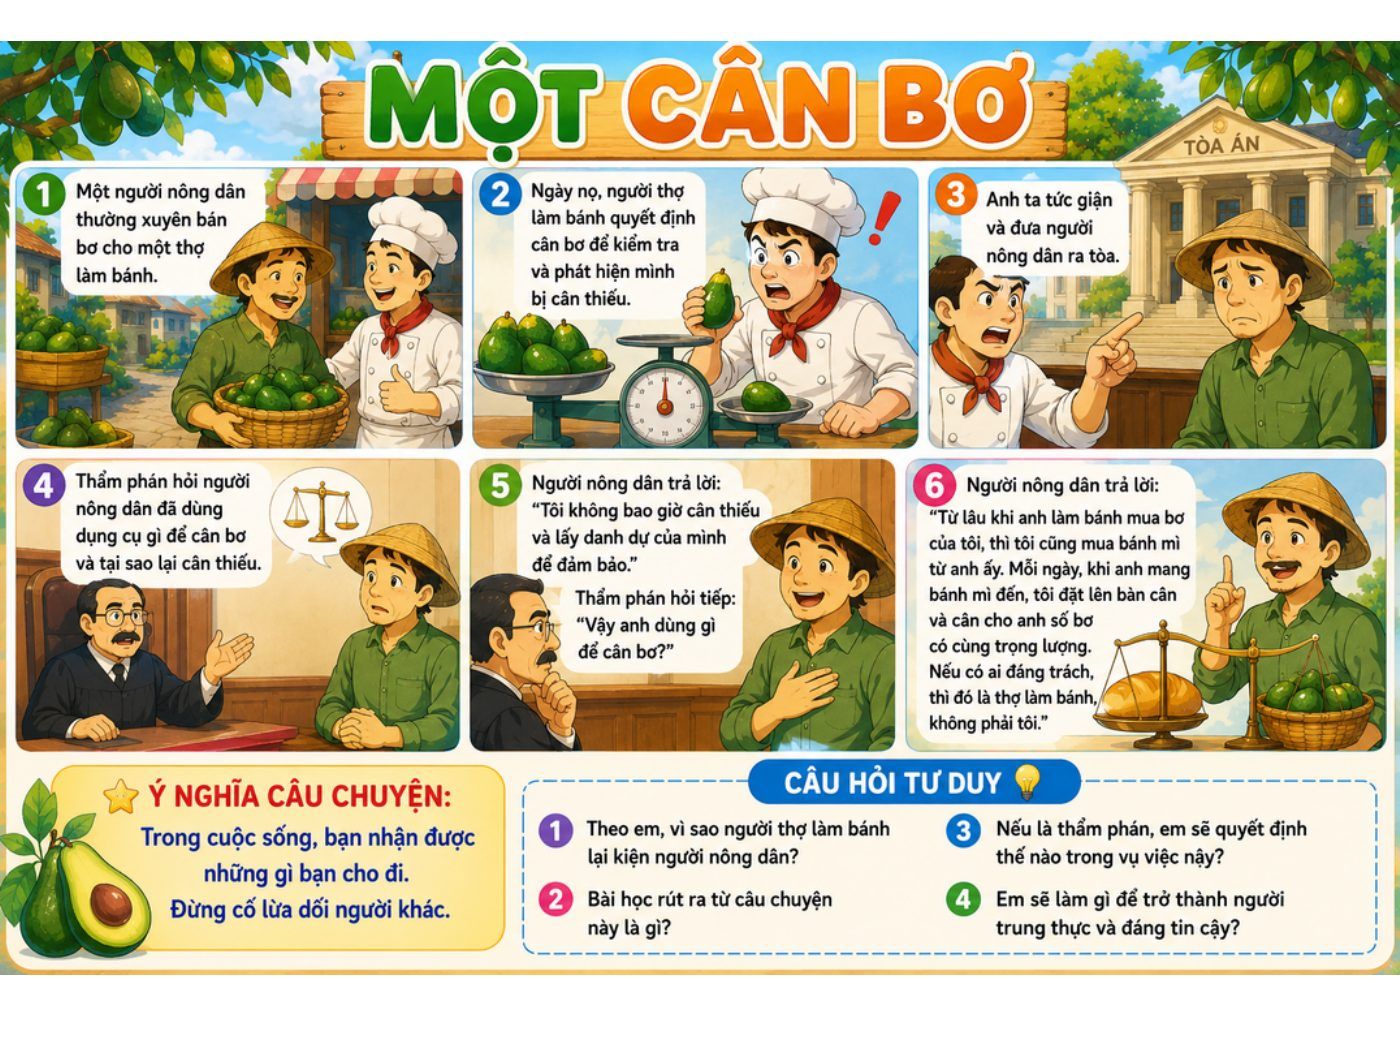 MỘT CÂN BƠ
TÒA ÁN
1
Một người nông dân
thường xuyên bán
bơ cho một thợ
làm bánh.
2
Ngày nọ, người thợ
làm bánh quyết định
cân bơ để kiểm tra
và phát hiện mình
bị cân thiếu.
3
Anh ta tức giận
và đưa người
nông dân ra tòa.
4
Thẩm phán hỏi người
nông dân đã dùng
dụng cụ gì để cân bơ
và tại sao lại cân thiếu.
5
Người nông dân trả lời:
“Tôi không bao giờ cân thiếu
và lấy danh dự của mình
để đảm bảo.”
Thẩm phán hỏi tiếp:
“Vậy anh dùng gì
để cân bơ?”
6
Người nông dân trả lời:
“Từ lâu khi anh làm bánh mua bơ
của tôi, thì tôi cũng mua bánh mì
từ anh ấy. Mỗi ngày, khi anh mang
bánh mì đến, tôi đặt lên bàn cân
và cân cho anh số bơ
có cùng trọng lượng.
Nếu có ai đáng trách,
thì đó là thợ làm bánh,
không phải tôi.”
Ý NGHĨA CÂU CHUYỆN:
Trong cuộc sống, bạn nhận được
những gì bạn cho đi.
Đừng cố lừa dối người khác.
CÂU HỎI TƯ DUY
1 Theo em, vì sao người thợ làm bánh
lại kiện người nông dân?
2 Bài học rút ra từ câu chuyện
này là gì?
3 Nếu là thẩm phán, em sẽ quyết định
thế nào trong vụ việc nậy?
4 Em sẽ làm gì để trở thành người
trung thực và đáng tin cậy?